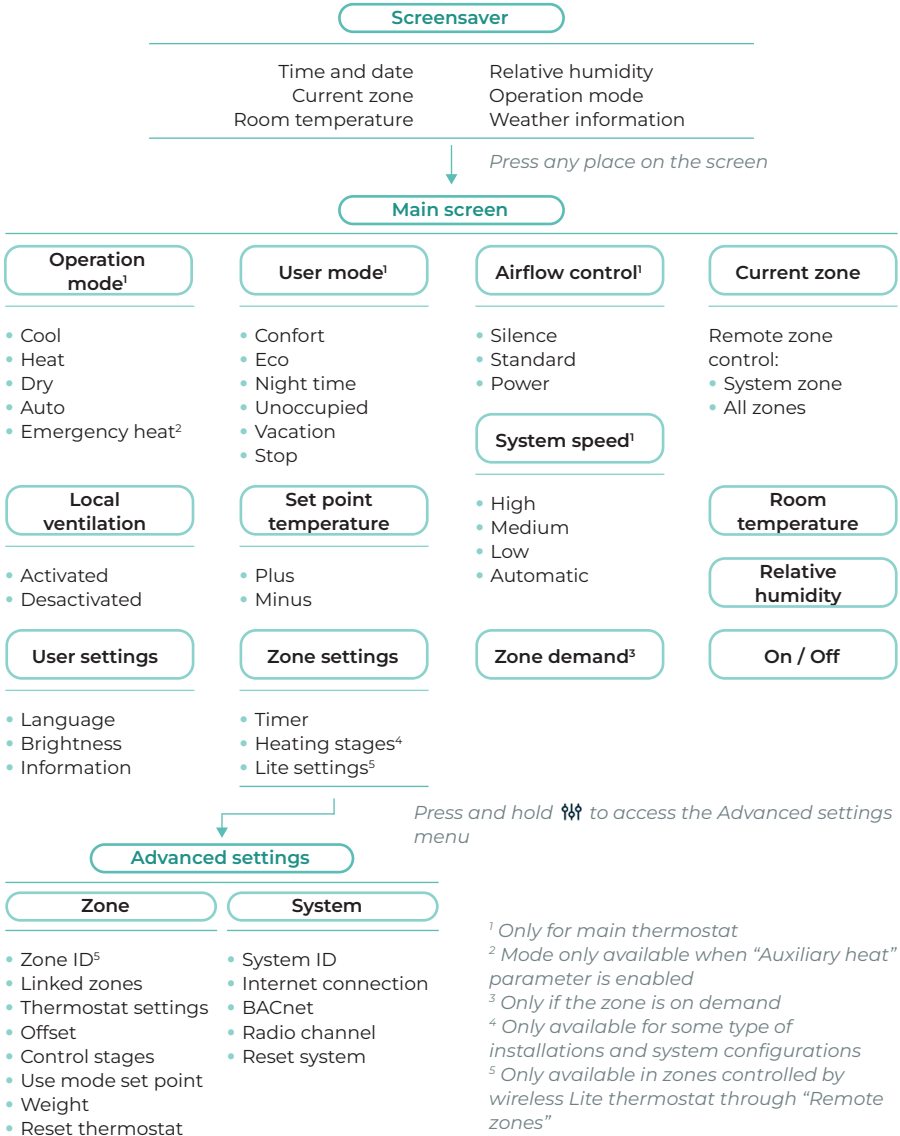 Screensaver
Time and date
Current zone
Room temperature
Relative humidity
Operation mode
Weather information
Press any place on the screen
Main screen
Operation
mode¹
• Cool
• Heat
• Dry
• Auto
• Emergency heat²
User mode¹
• Confort
• Eco
• Night time
• Unoccupied
• Vacation
• Stop
Airflow control¹
• Silence
• Standard
• Power
System speed¹
• High
• Medium
• Low
• Automatic
Current zone
Remote zone
control:
• System zone
• All zones
Local
ventilation
• Activated
• Desactivated
Set point
temperature
• Plus
• Minus
Room
temperature
Relative
humidity
User settings
• Language
• Brightness
• Information
Zone settings
• Timer
• Heating stages⁴
• Lite settings⁵
Zone demand³
On / Off
Press and hold to access the Advanced settings
menu
Advanced settings
Zone
• Zone ID⁵
• Linked zones
• Thermostat settings
• Offset
• Control stages
• Use mode set point
• Weight
• Reset thermostat
System
• System ID
• Internet connection
• BACnet
• Radio channel
• Reset system
¹ Only for main thermostat
² Mode only available when “Auxiliary heat”
parameter is enabled
³ Only if the zone is on demand
⁴ Only available for some type of
installations and system configurations
⁵ Only available in zones controlled by
wireless Lite thermostat through “Remote
zones”